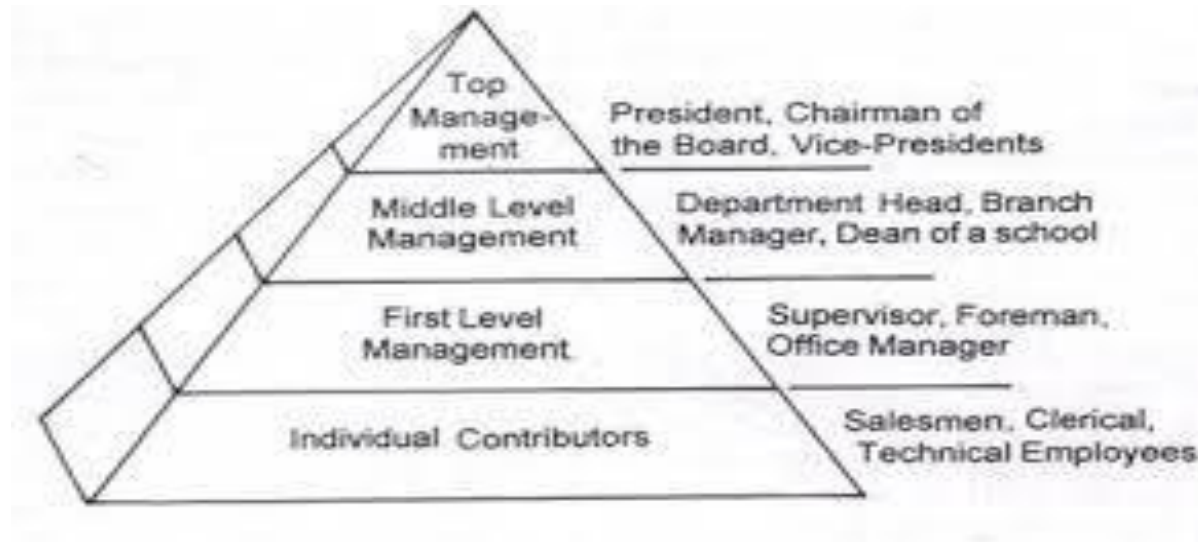 Top
Manage-
ment
President, Chairman of
the Board, Vice-Presidents
Middle Level
Management
Department Head, Branch
Manager, Dean of a school
First Level
Management
Supervisor, Foreman,
Office Manager
Individual Contributors
Salesmen, Clerical,
Technical Employees